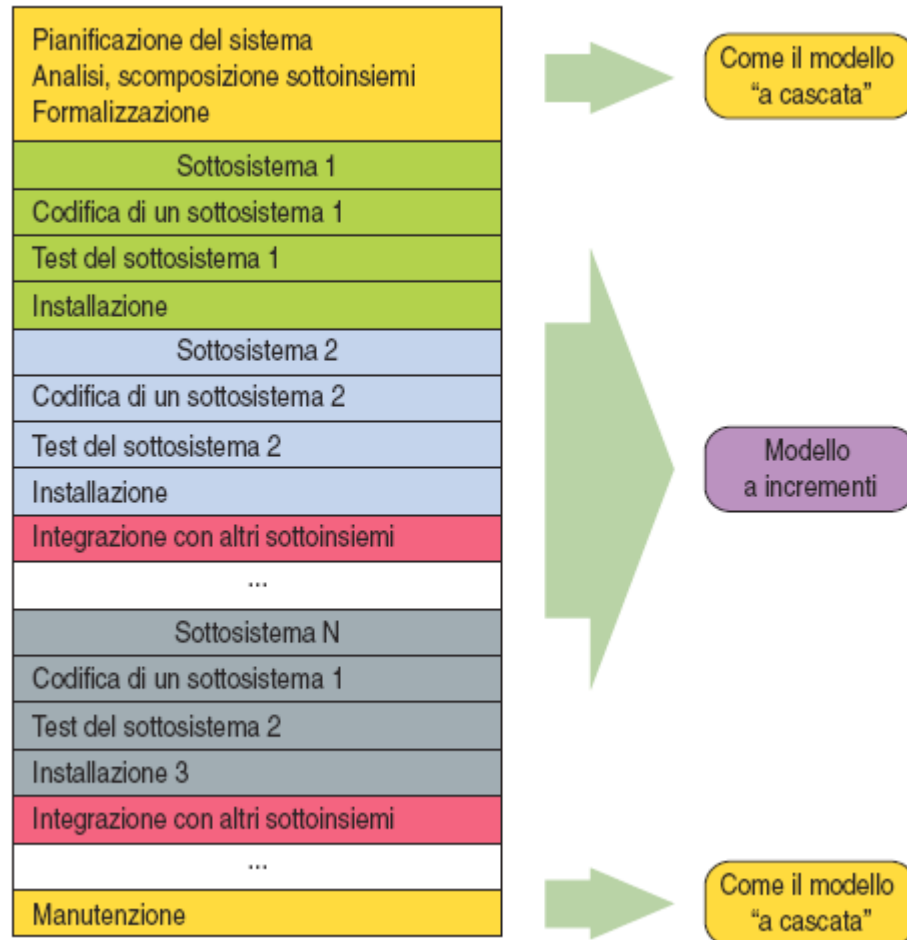 Pianificazione del sistema
Analisi, scomposizione sottoinsiemi
Formalizzazione
Come il modello
“a cascata”
Sottosistema 1
Codifica di un sottosistema 1
Test del sottosistema 1
Installazione
Sottosistema 2
Codifica di un sottosistema 2
Test del sottosistema 2
Installazione
Integrazione con altri sottoinsiemi
...
Modello
a incrementi
Sottosistema N
Codifica di un sottosistema 1
Test del sottosistema 2
Installazione 3
Integrazione con altri sottoinsiemi
...
Manutenzione
Come il modello
“a cascata”